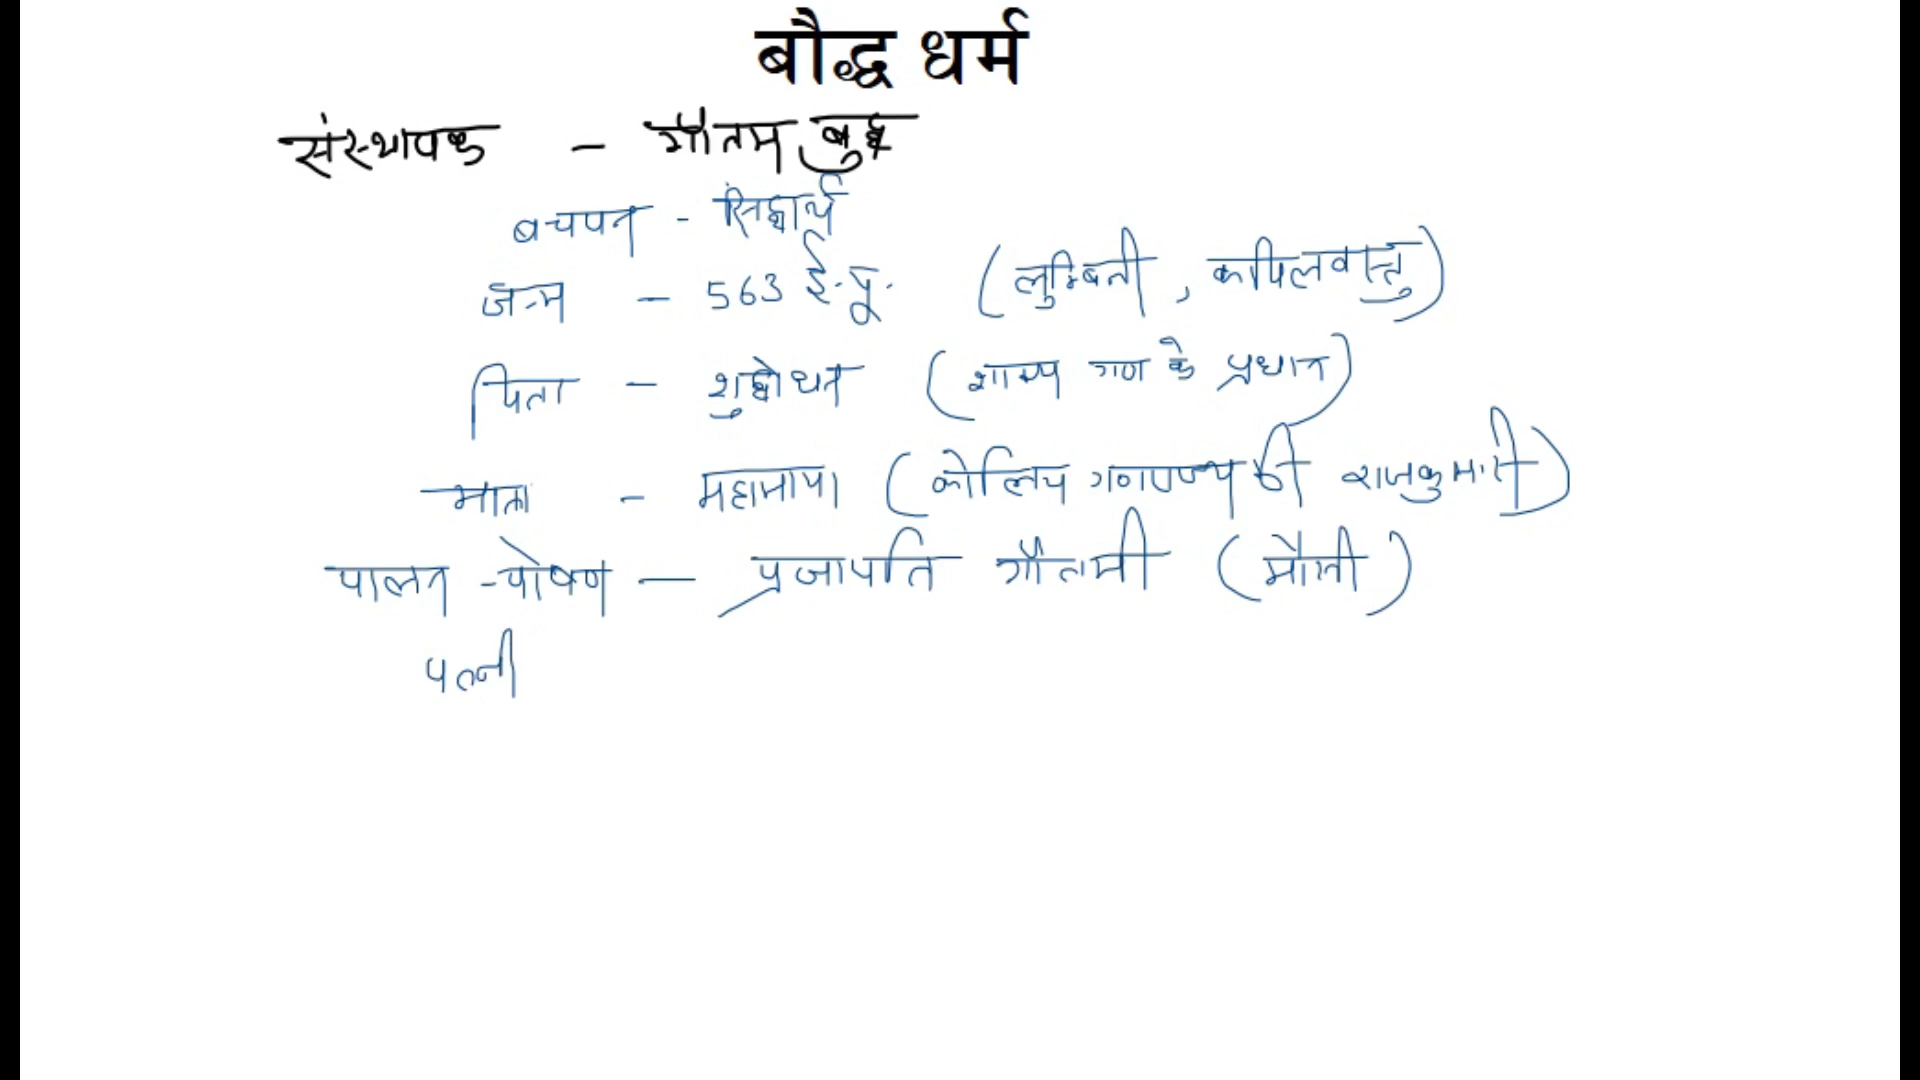 बौद्ध धर्म
संस्थापक - गौतम बुद्ध
बचपन - सिद्धार्थ
जन्म - 563 ई.पू. (लुम्बिनी, कपिलवस्तु)
पिता - शुद्धोधन (शाक्य गण के प्रधान)
माता - महामाया (कोलिय गणराज्य की राजकुमारी)
पालन-पोषण - प्रजापति गौतमी (मौसी)
पत्नी